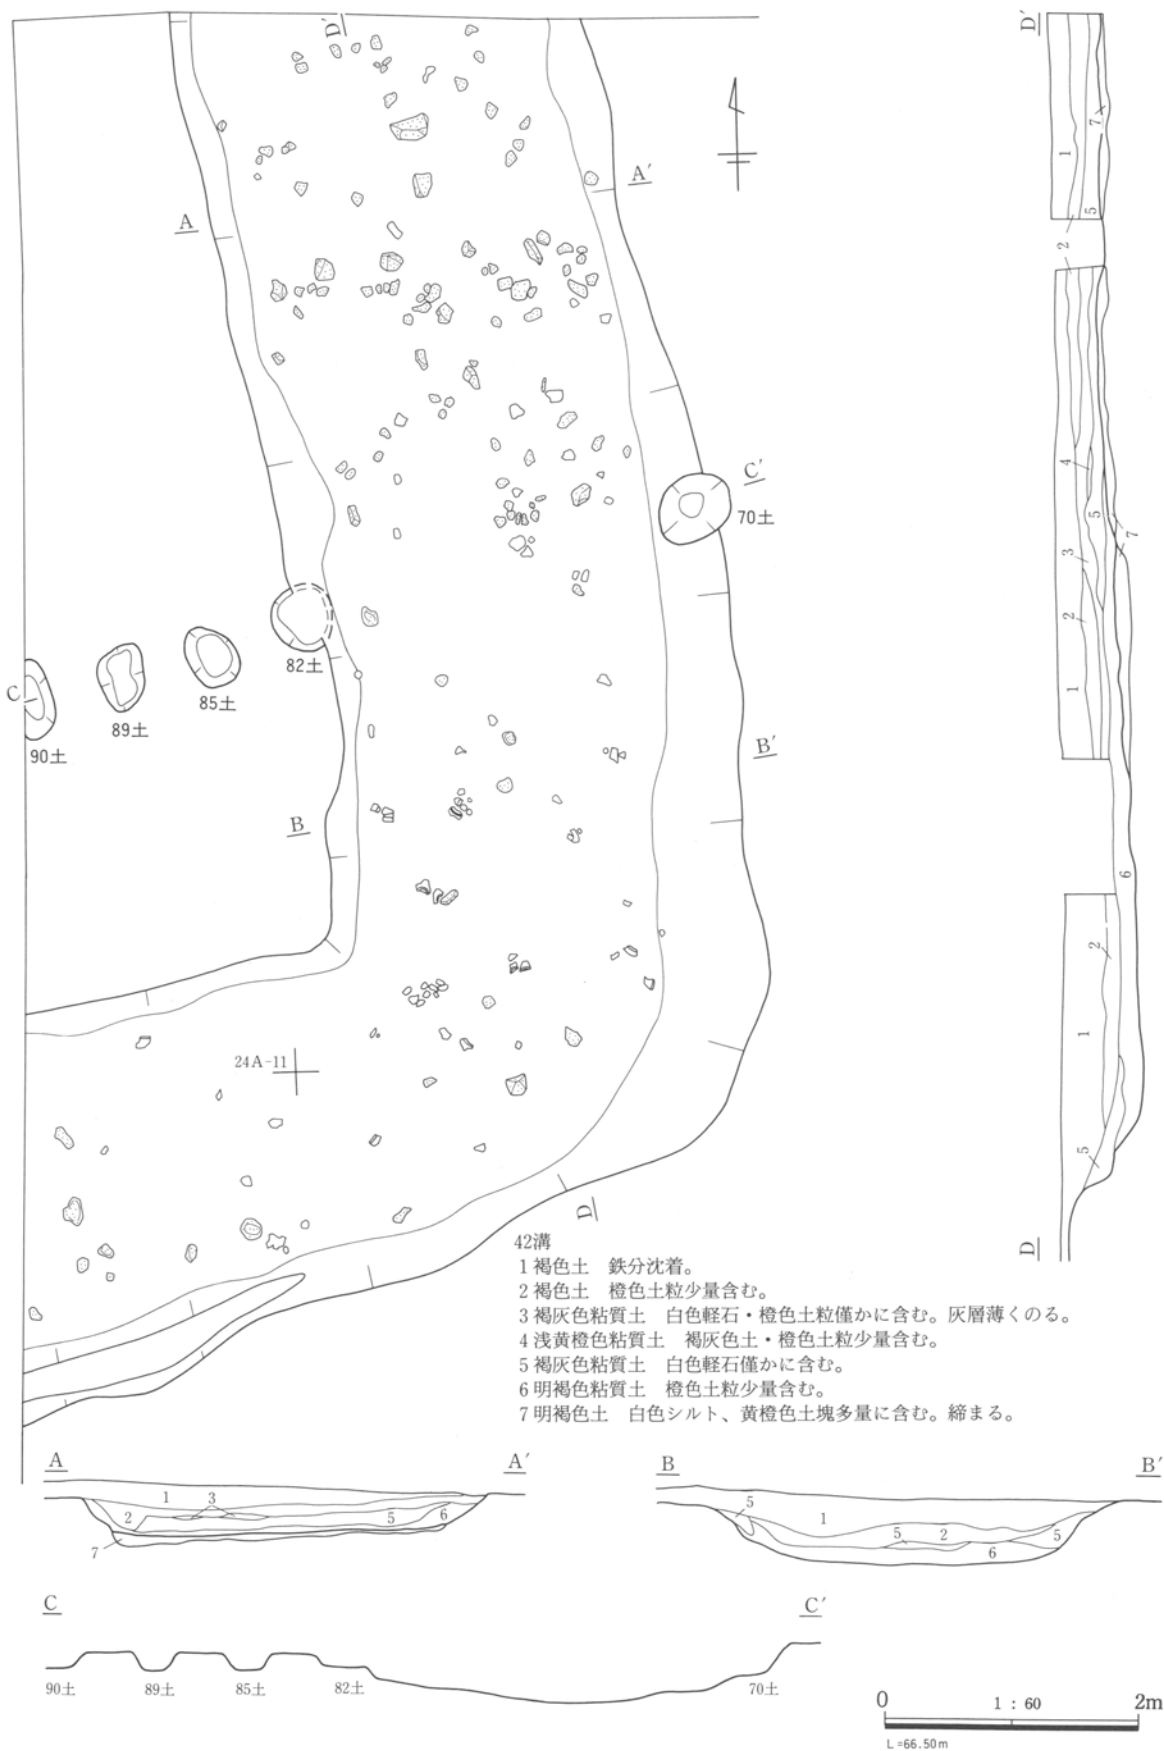 D′
D′
A′
A
1
7
5
2
C′
70土
4
5
3
7
2
1
82土
85土
89土
C
90土
B′
B
6
2
1
24A-11
5
D
D
42溝
1 褐色土　鉄分沈着。
2 褐色土　橙色土粒少量含む。
3 褐灰色粘質土　白色軽石・橙色土粒僅かに含む。灰層薄くのる。
4 浅黄橙色粘質土　褐灰色土・橙色土粒少量含む。
5 褐灰色粘質土　白色軽石僅かに含む。
6 明褐色粘質土　橙色土粒少量含む。
7 明褐色土　白色シルト、黄橙色土塊多量に含む。締まる。
A A′
1 3
2 5 6
7
B B′
5 1
5 2 5
6
C C′
90土 89土 85土 82土 70土
0 1：60 2m
L=66.50m